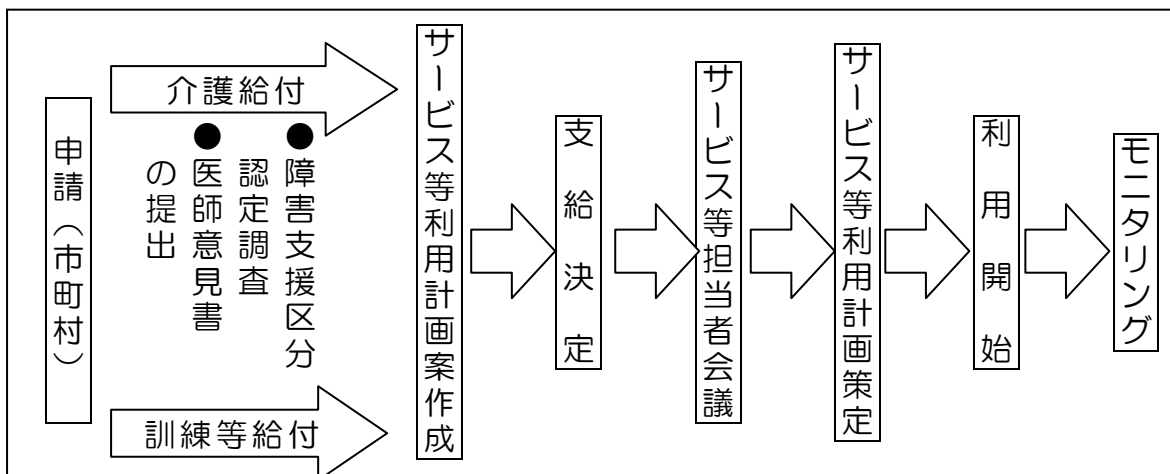 申請（市町村）
介護給付
●障害支援区分
認定調査
●医師意見書
の提出
訓練等給付
サービス等利用計画案作成
支給決定
サービス等担当者会議
サービス等利用計画策定
利用開始
モニタリング